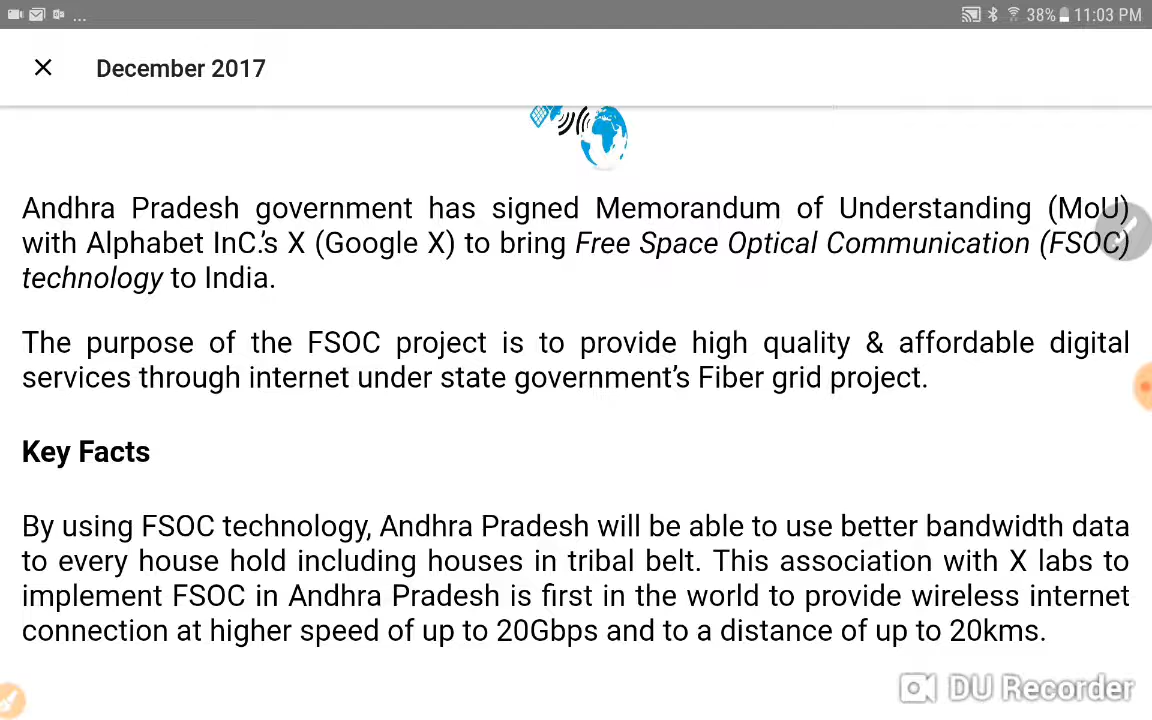 ... 38% 11:03 PM
December 2017
Andhra Pradesh government has signed Memorandum of Understanding (MoU)
with Alphabet InC.'s X (Google X) to bring Free Space Optical Communication (FSOC)
technology to India.
The purpose of the FSOC project is to provide high quality & affordable digital
services through internet under state government's Fiber grid project.
Key Facts
By using FSOC technology, Andhra Pradesh will be able to use better bandwidth data
to every house hold including houses in tribal belt. This association with X labs to
implement FSOC in Andhra Pradesh is first in the world to provide wireless internet
connection at higher speed of up to 20Gbps and to a distance of up to 20kms.
DU Recorder